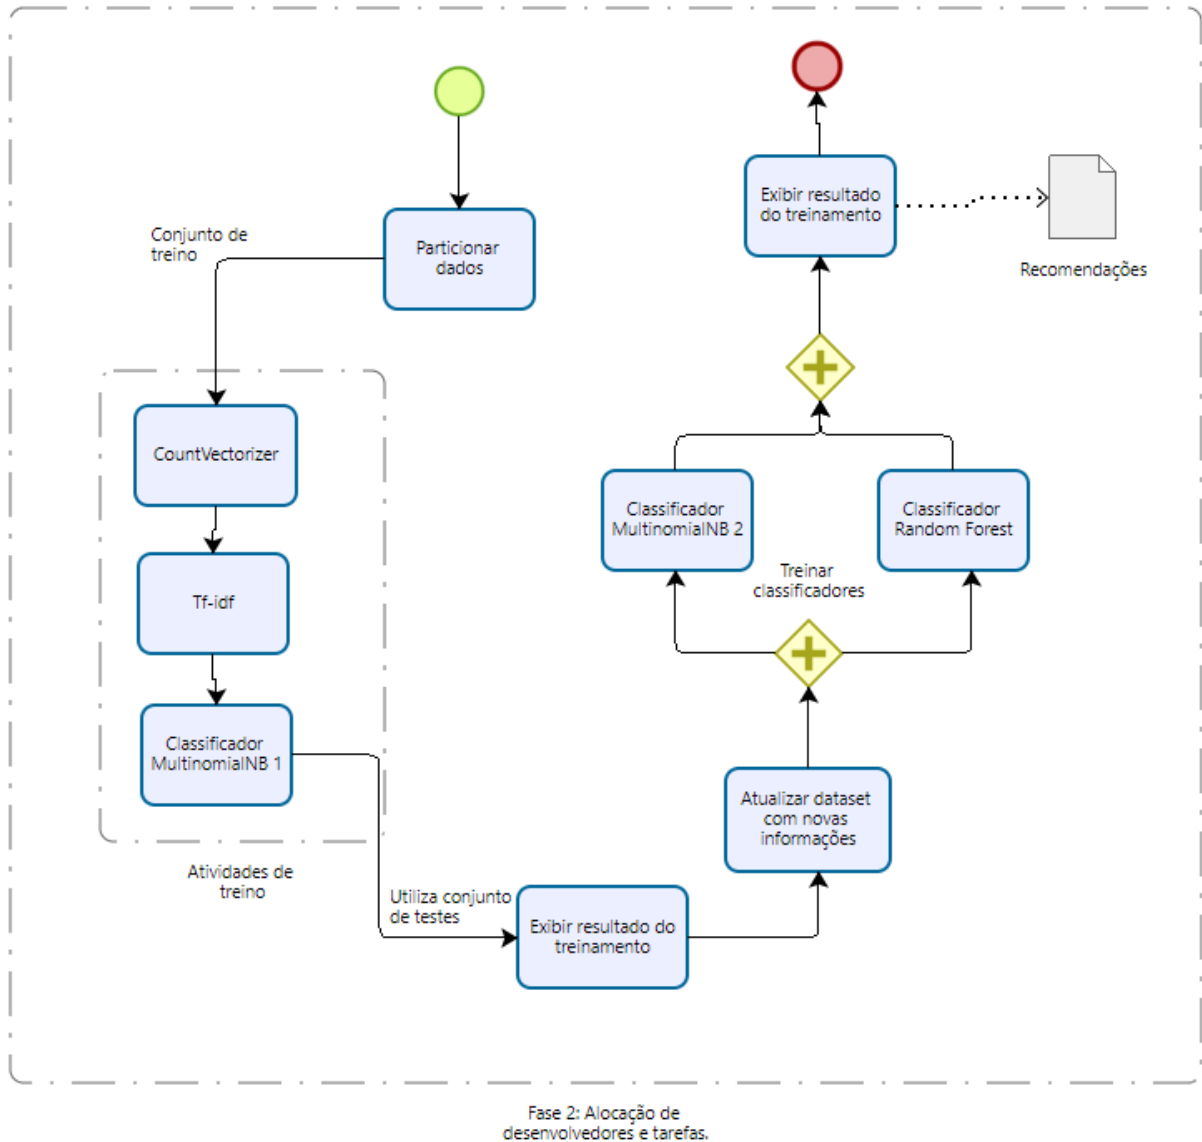 Conjunto de
treino
Particionar
dados
CountVectorizer
Tf-idf
Classificador
MultinomialNB 1
Atividades de
treino
Utiliza conjunto
de testes
Exibir resultado do
treinamento
Atualizar dataset
com novas
informações
Treinar
classificadores
Classificador
MultinomialNB 2
Classificador
Random Forest
Exibir resultado
do treinamento
Recomendações
Fase 2: Alocação de
desenvolvedores e tarefas.